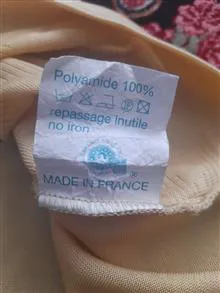 Polyamide 100%
repassage inutile
no iron
®
MADE IN FRANCE